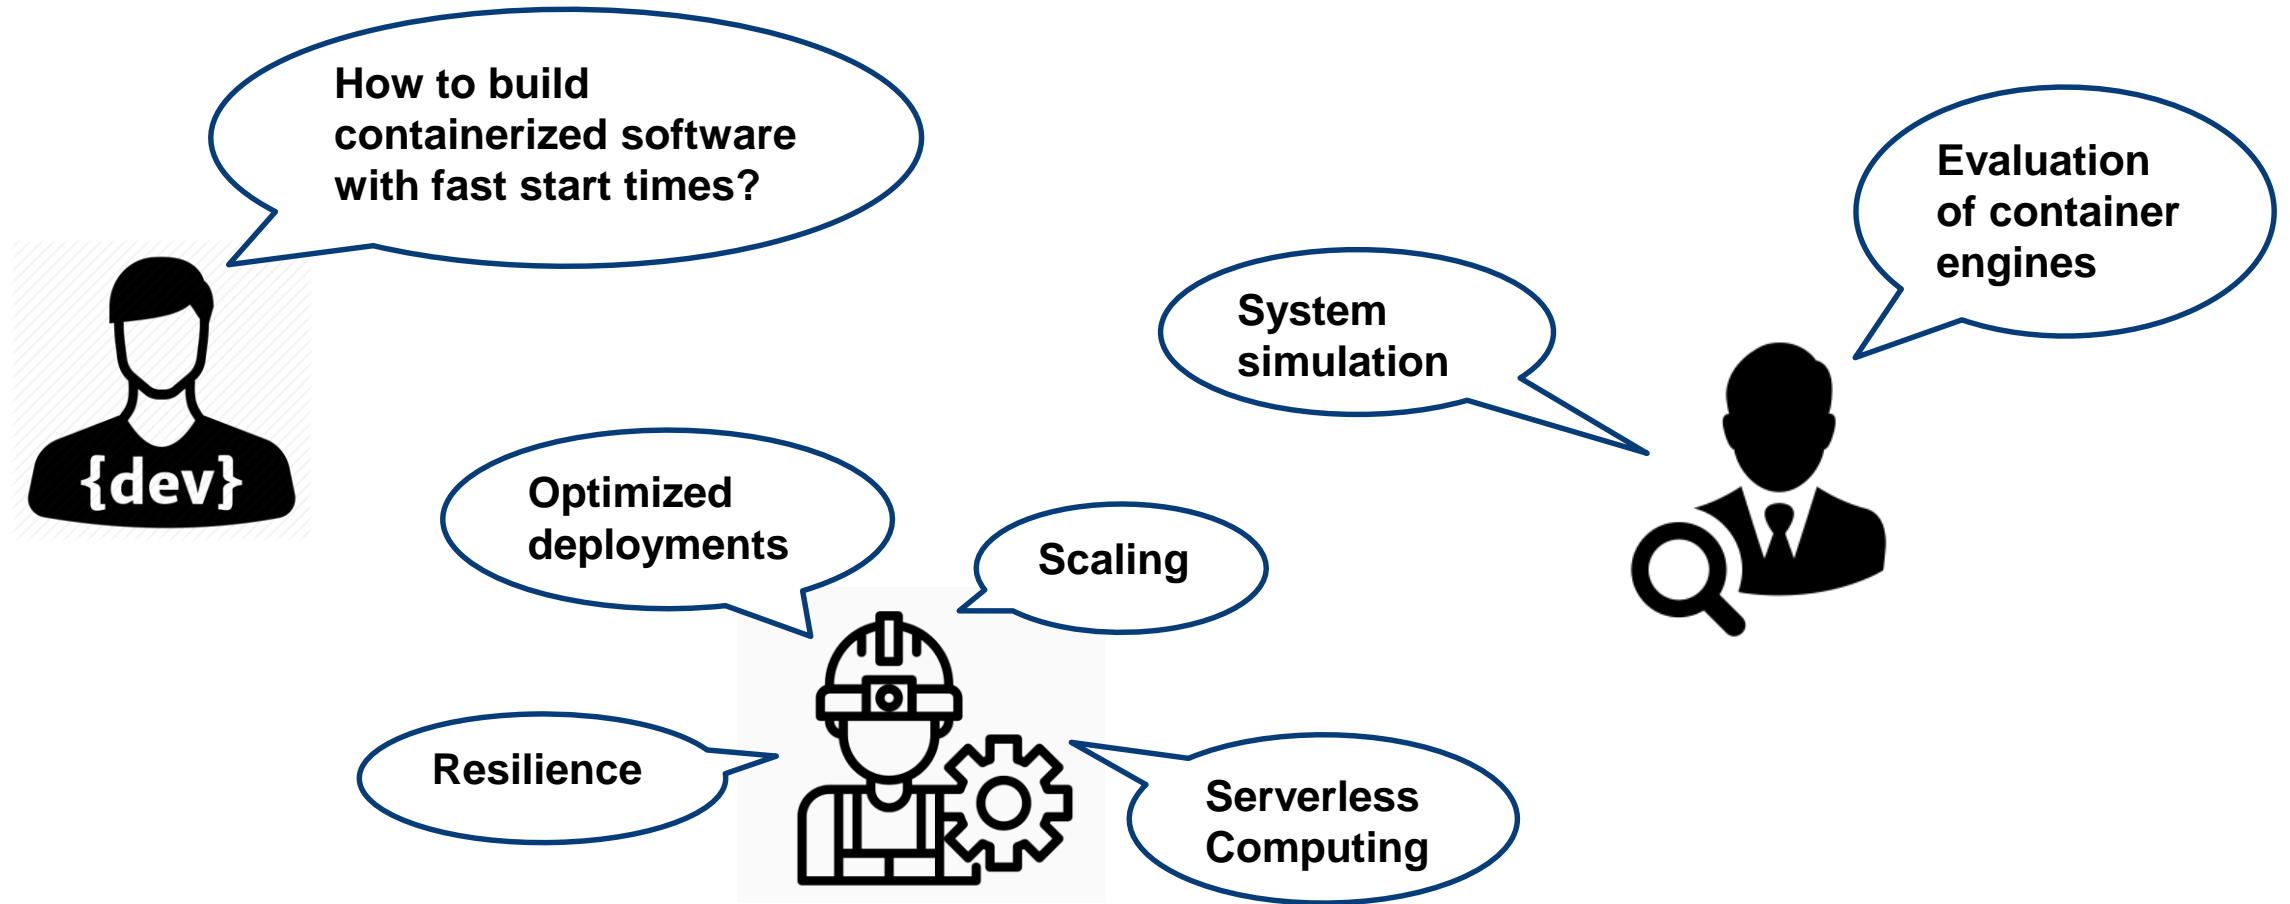 How to build
containerized software
with fast start times?
{dev}
Evaluation
of container
engines
System
simulation
Optimized
deployments
Scaling
Resilience
Serverless
Computing